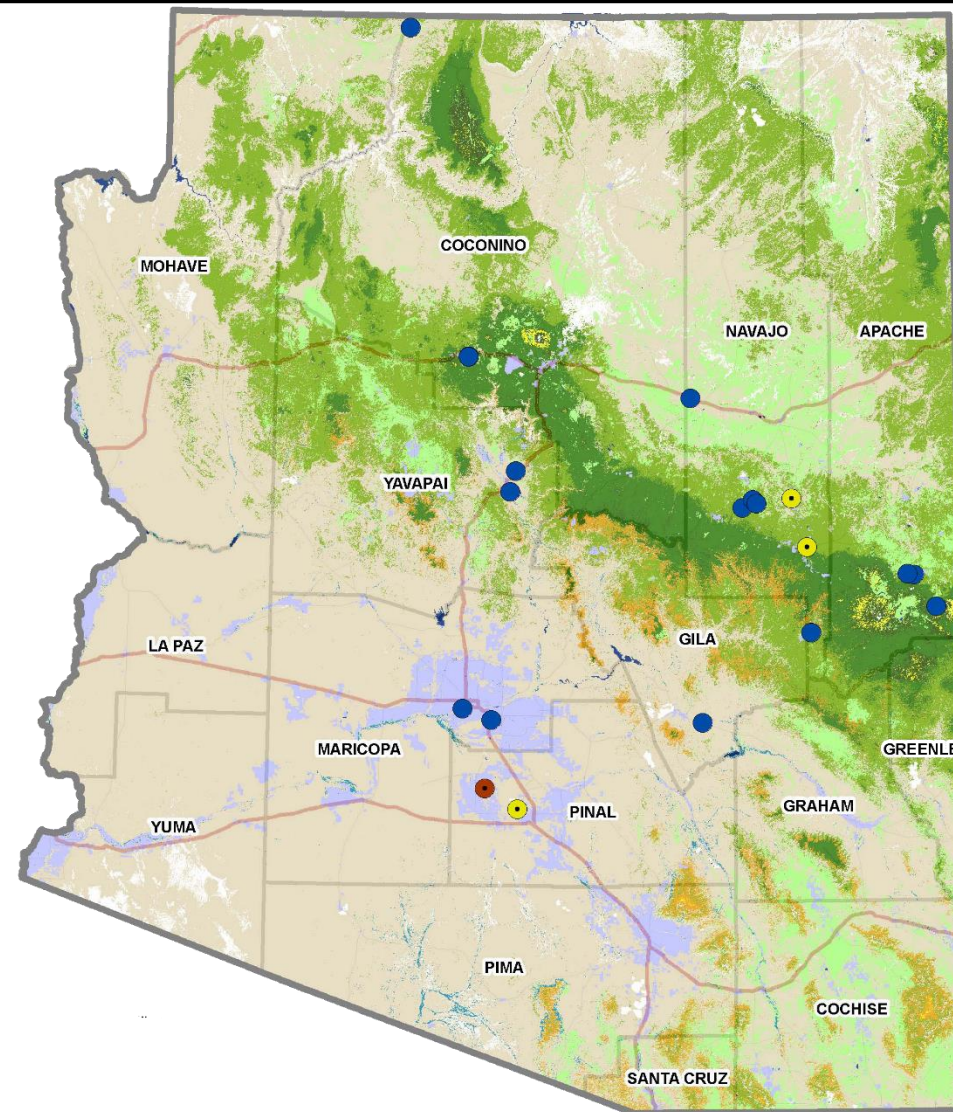 COCONINO
MOHAVE
NAVAJO
APACHE
YAVAPAI
LA PAZ
GILA
MARICOPA
GREENLE
GRAHAM
PINAL
YUMA
PIMA
COCHISE
SANTA CRUZ